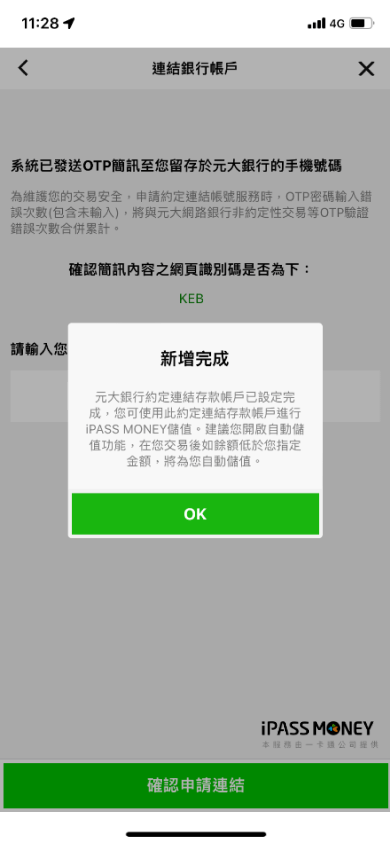 11:28
4G
連結銀行帳戶
系統已發送OTP簡訊至您留存於元大銀行的手機號碼
為維護您的交易安全，申請約定連結帳號服務時，OTP密碼輸入錯
誤次數(包含未輸入)，將與元大網路銀行非約定性交易等OTP驗證
錯誤次數合併累計。
確認簡訊內容之網頁識別碼是否為下：
KEB
請輸入您
新增完成
元大銀行約定連結存款帳戶已設定完
成，您可使用此約定連結存款帳戶進行
iPASS MONEY儲值。建議您開啟自動儲
值功能，在您交易後如餘額低於您指定
金額，將為您自動儲值。
OK
iPASS MONEY
本服務由一卡通公司提供
確認申請連結